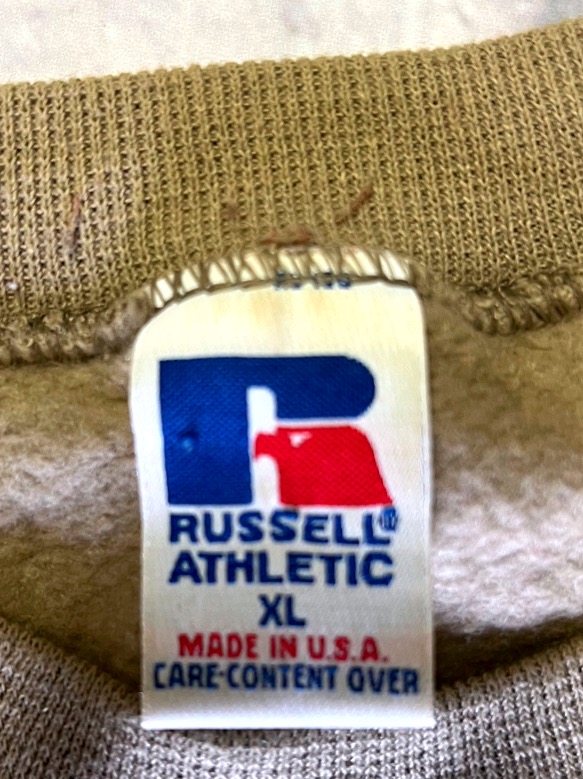 RUSSELL®
ATHLETIC
XL
MADE IN U.S.A.
CARE-CONTENT OVER